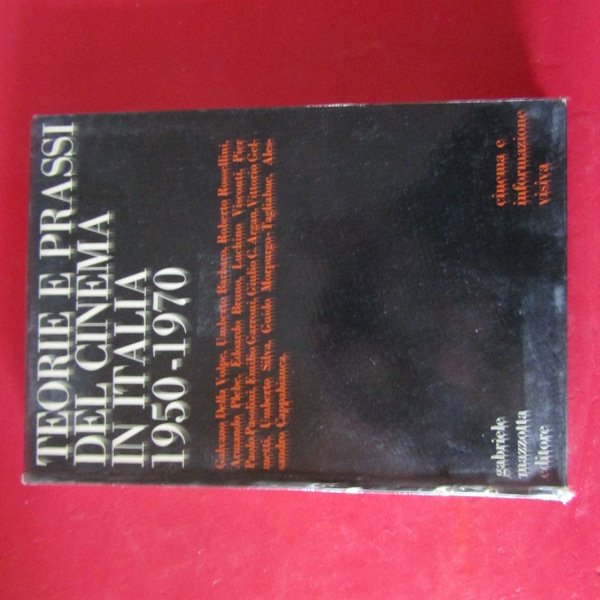 TEORIE E PRASSI
DEL CINEMA
IN ITALIA
1950-1970
Galvano Della Volpe, Umberto Barbaro, Roberto Rossellini,
Armando Plebe, Edoardo Bruno, Luchino Visconti, Pier
Paolo Pasolini, Emilio Garroni, Giulio C. Argan, Vittorio Gel-
metti, Umberto Silva, Guido Morpurgo-Tagliabue, Ales-
sandro Cappabianca.
gabriele
mazzotta
editore
cinema e
informazione
visiva